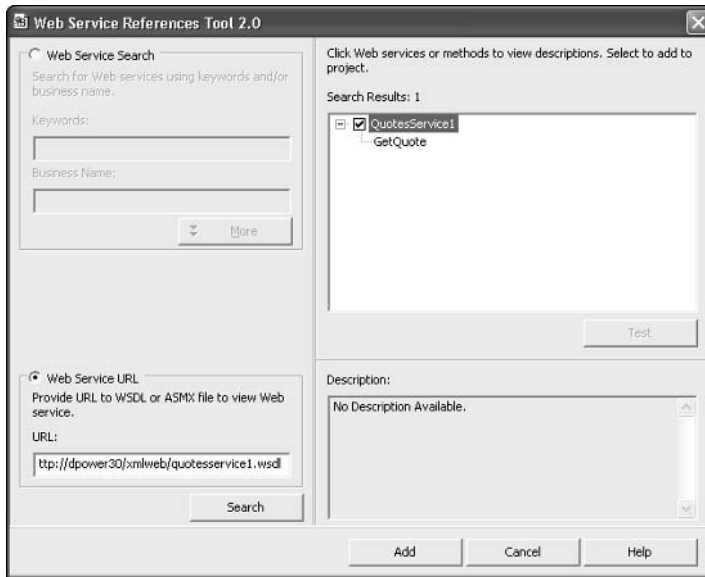 Web Service References Tool 2.0
Web Service Search
Search for Web services using keywords and/or
business name.
Keywords:
Business Name:
More
Web Service URL
Provide URL to WSDL or ASMX file to view Web
service.
URL:
ttp://dpower30/xmlweb/quotesservice1.wsdl
Search
Click Web services or methods to view descriptions. Select to add to
project.
Search Results: 1
QuotesService1
GetQuote
Test
Description:
No Description Available.
Add
Cancel
Help